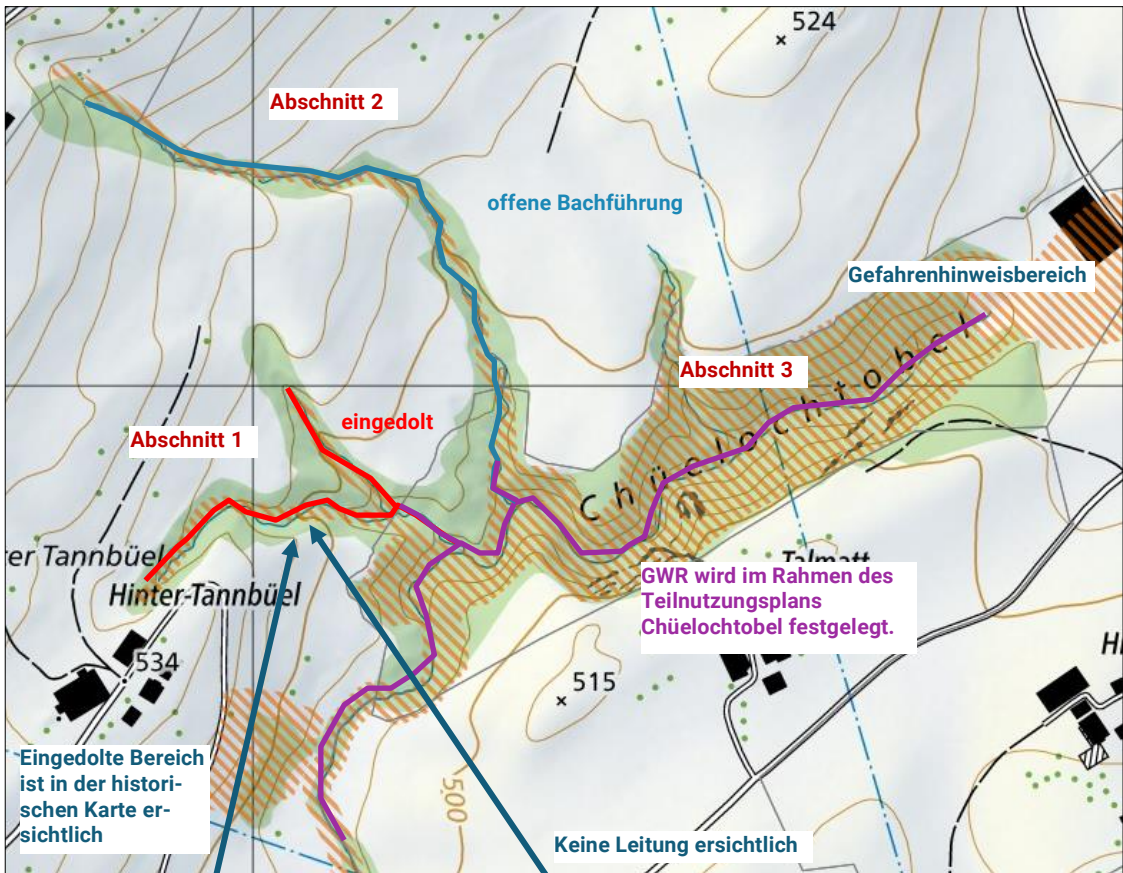 524
Abschnitt 2
offene Bachführung
Gefahrenhinweisbereich
Abschnitt 3
Chüelochtobel
eingedolt
Abschnitt 1
ter Tannbüel
Hinter-Tannbüel
Talmatt
GWR wird im Rahmen des
Teilnutzungsplans
Chüelochtobel festgelegt.
534
515
Eingedolte Bereich
ist in der histori-
schen Karte er-
sichtlich
500
Keine Leitung ersichtlich